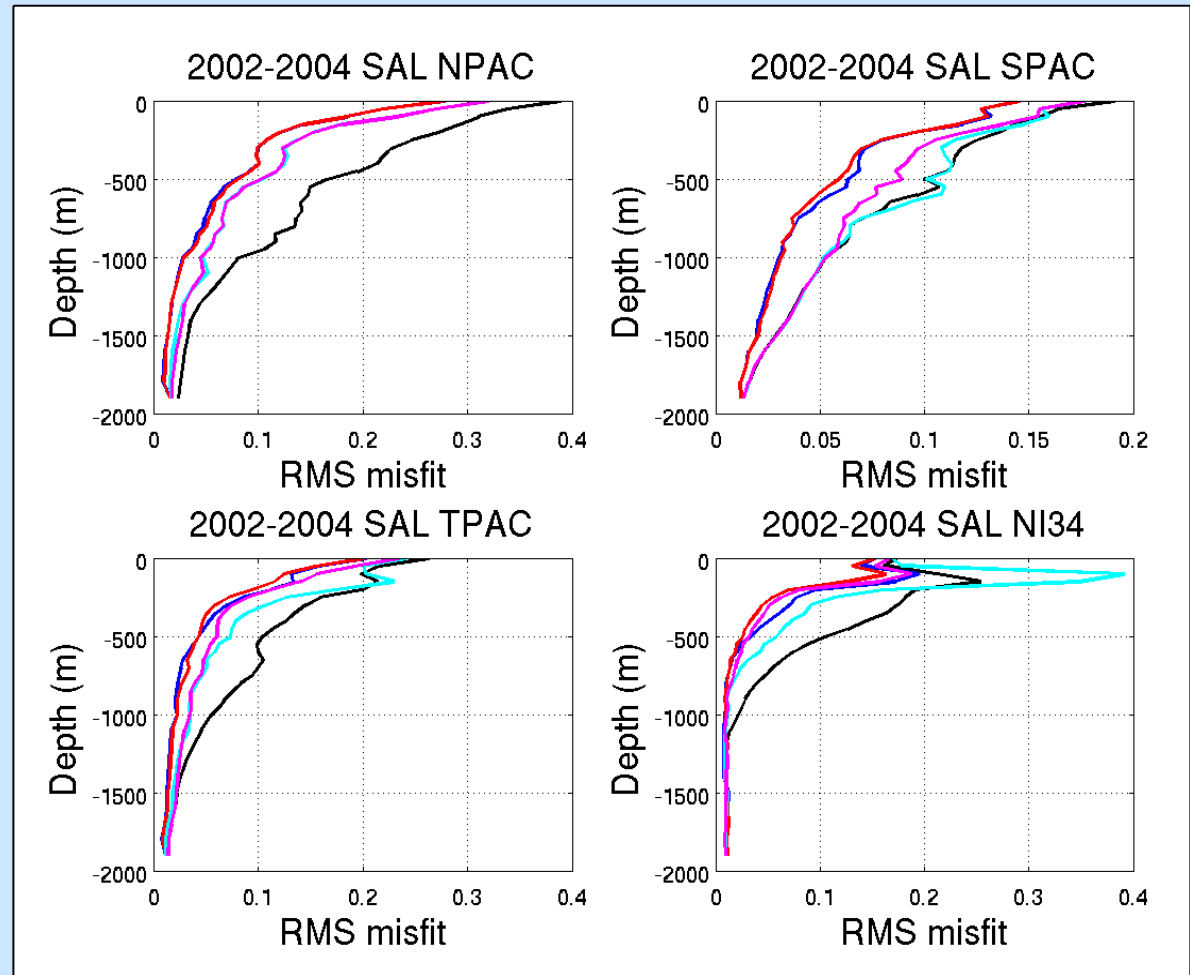 2002-2004 SAL NPAC
Depth (m)
0
-500
-1000
-1500
-2000
0 0.1 0.2 0.3 0.4
RMS misfit
2002-2004 SAL SPAC
Depth (m)
0
-500
-1000
-1500
-2000
0 0.05 0.1 0.15 0.2
RMS misfit
2002-2004 SAL TPAC
Depth (m)
0
-500
-1000
-1500
-2000
0 0.1 0.2 0.3 0.4
RMS misfit
2002-2004 SAL NI34
Depth (m)
0
-500
-1000
-1500
-2000
0 0.1 0.2 0.3 0.4
RMS misfit